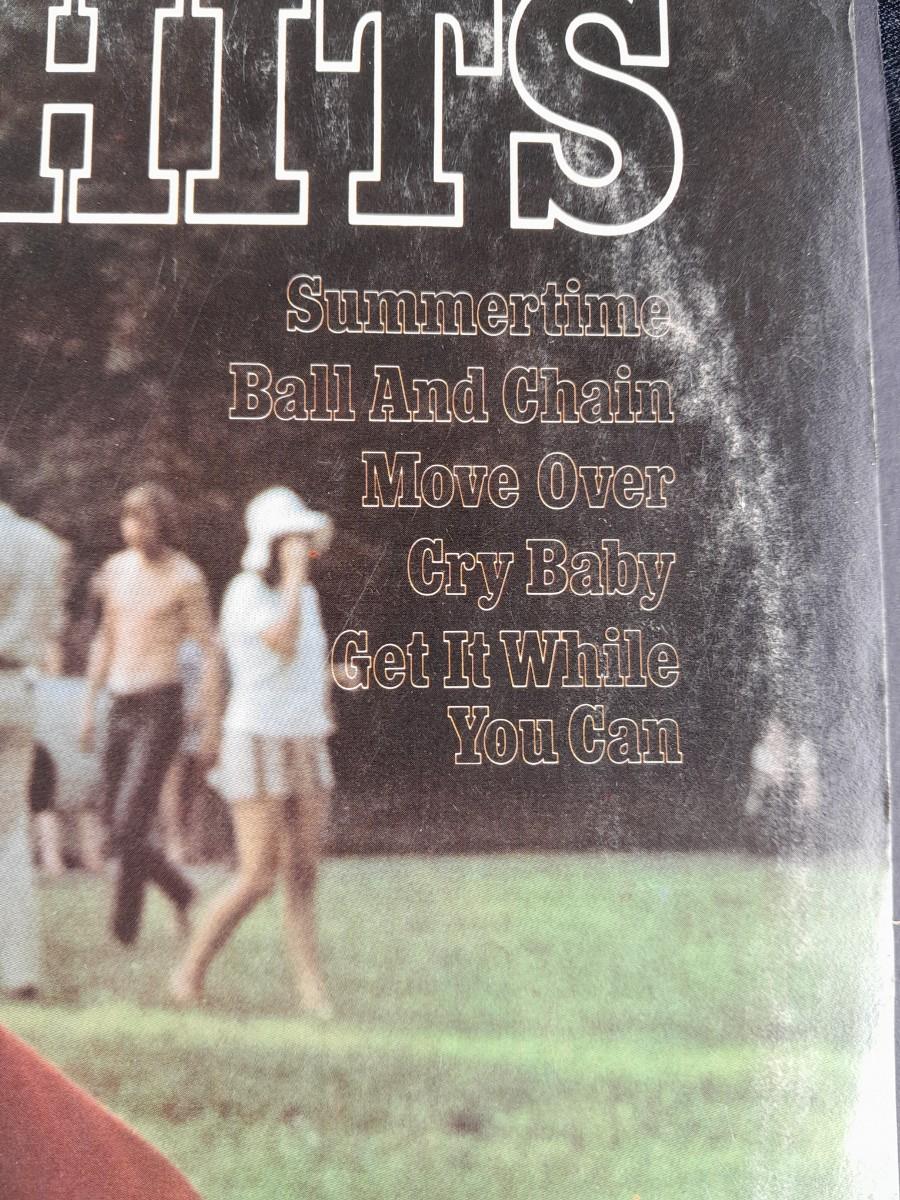 HITS
Summertime
Ball And Chain
Move Over
Cry Baby
Get It While
You Can